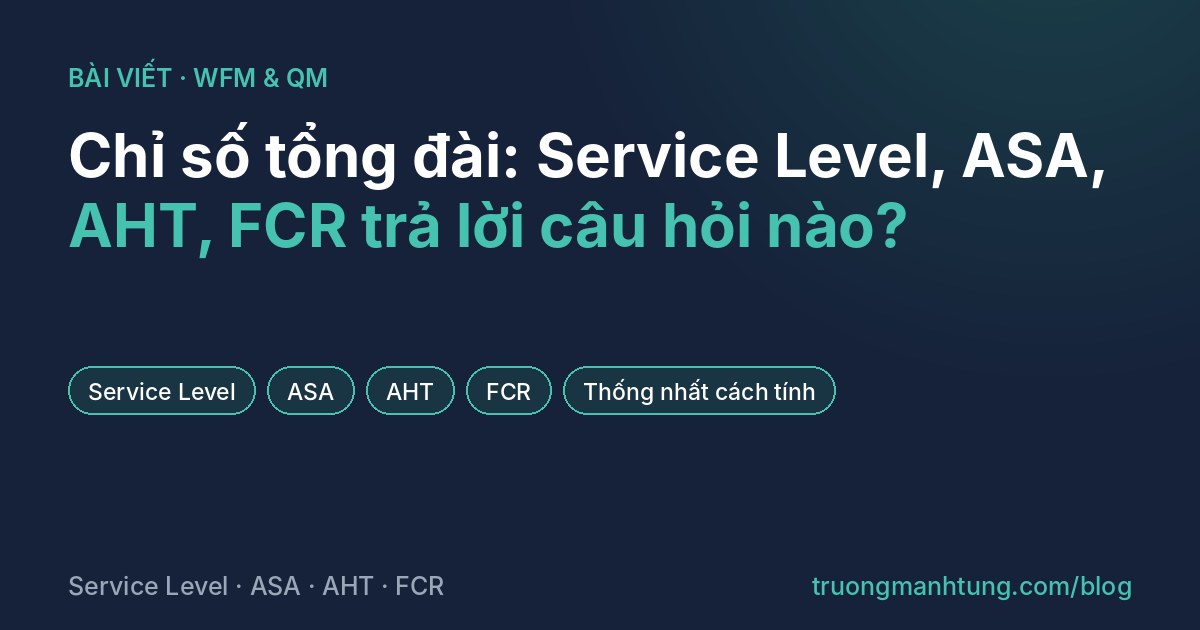 BÀI VIẾT · WFM & QM
Chỉ số tổng đài: Service Level, ASA,
AHT, FCR trả lời câu hỏi nào?
Service Level
ASA
AHT
FCR
Thống nhất cách tính
Service Level · ASA · AHT · FCR
truongmanhtung.com/blog